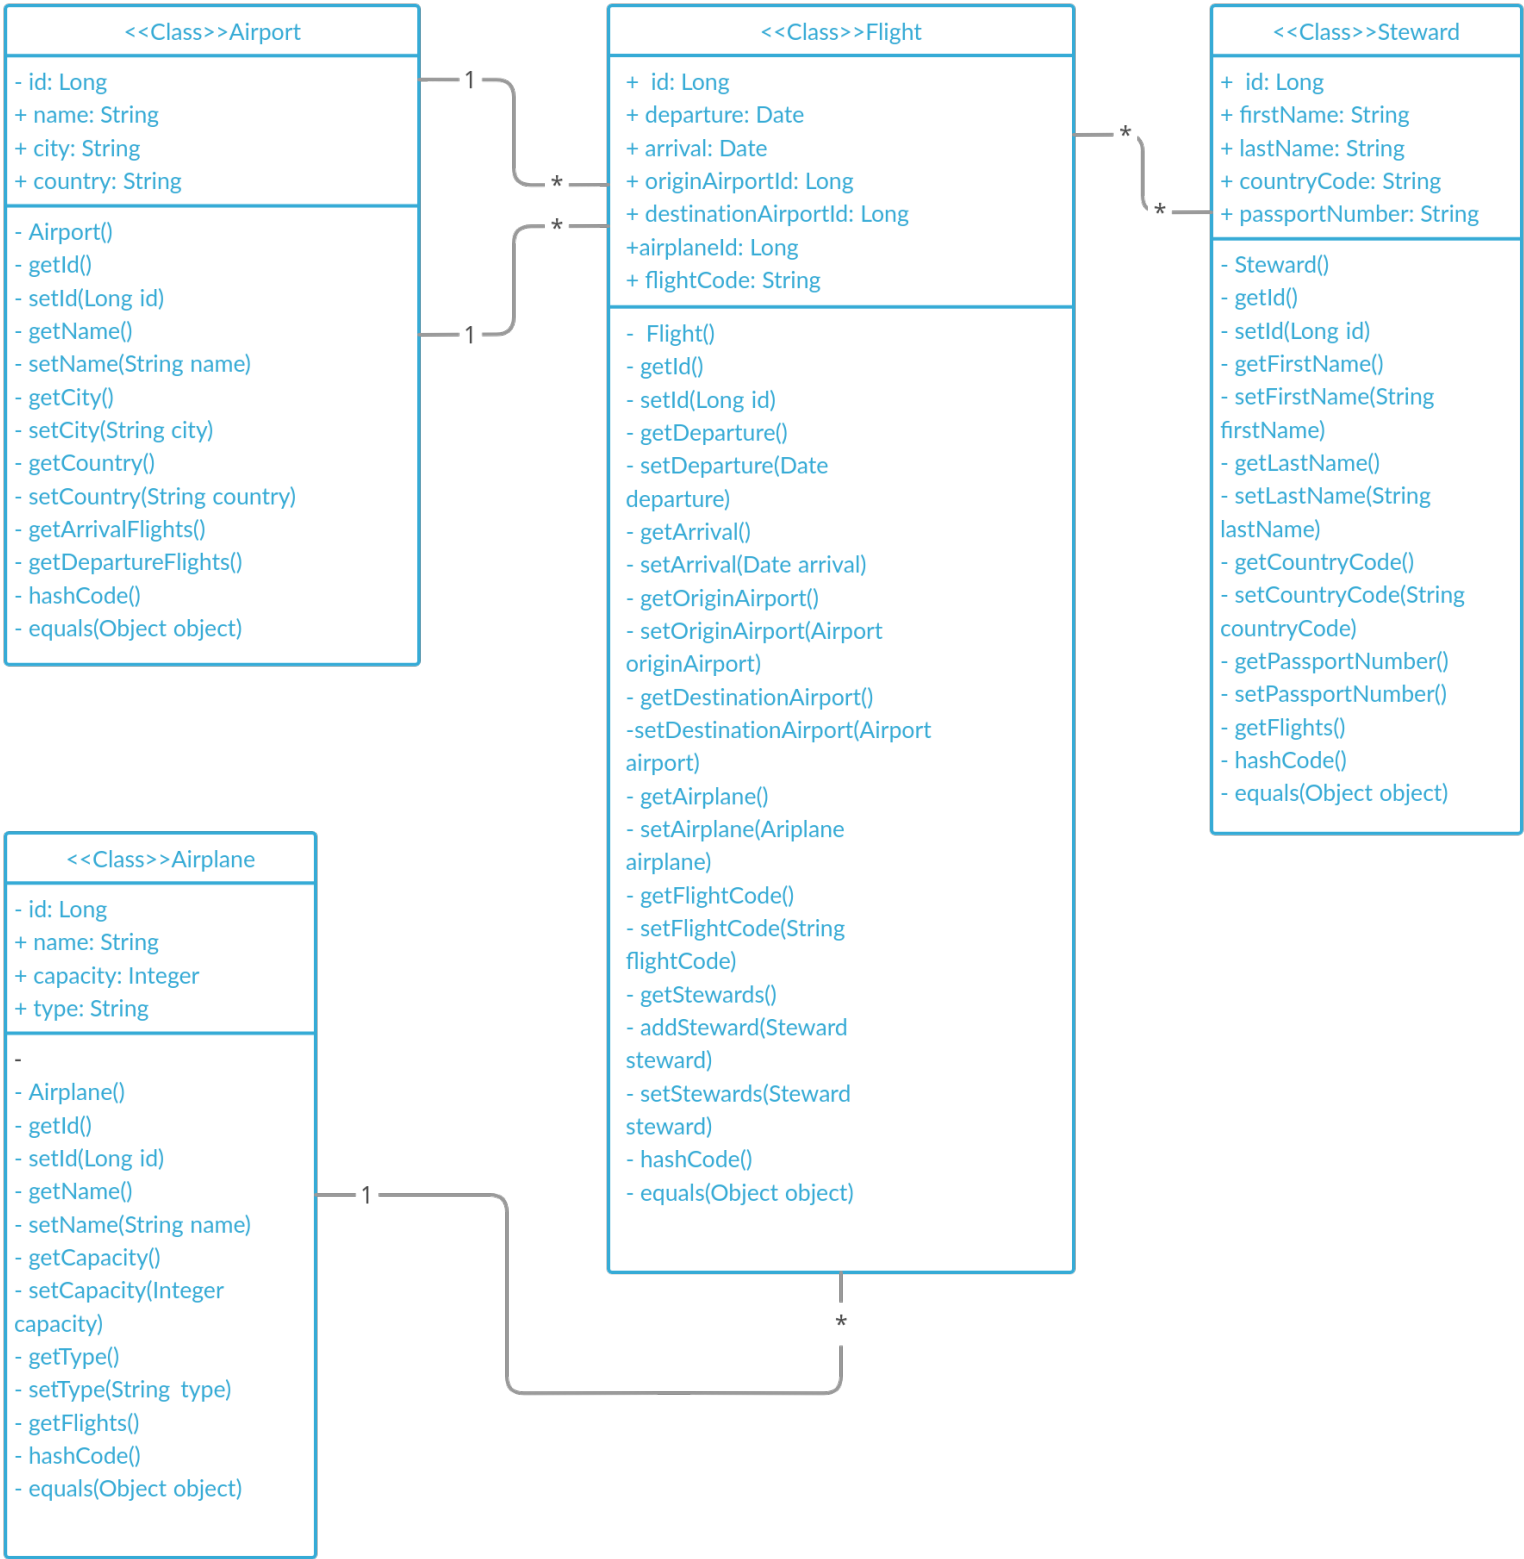 <<Class>>Airport
- id: Long
+ name: String
+ city: String
+ country: String
- Airport()
- getId()
- setId(Long id)
- getName()
- setName(String name)
- getCity()
- setCity(String city)
- getCountry()
- setCountry(String country)
- getArrivalFlights()
- getDepartureFlights()
- hashCode()
- equals(Object object)
1
*
*
1
<<Class>>Flight
+ id: Long
+ departure: Date
+ arrival: Date
+ originAirportId: Long
+ destinationAirportId: Long
+airplaneId: Long
+ flightCode: String
- Flight()
- getId()
- setId(Long id)
- getDeparture()
- setDeparture(Date
departure)
- getArrival()
- setArrival(Date arrival)
- getOriginAirport()
- setOriginAirport(Airport
originAirport)
- getDestinationAirport()
-setDestinationAirport(Airport
airport)
- getAirplane()
- setAirplane(Ariplane
airplane)
- getFlightCode()
- setFlightCode(String
flightCode)
- getStewards()
- addSteward(Steward
steward)
- setStewards(Steward
steward)
- hashCode()
- equals(Object object)
*
*
<<Class>>Steward
+ id: Long
+ firstName: String
+ lastName: String
+ countryCode: String
+ passportNumber: String
- Steward()
- getId()
- setId(Long id)
- getFirstName()
- setFirstName(String
firstName)
- getLastName()
- setLastName(String
lastName)
- getCountryCode()
- setCountryCode(String
countryCode)
- getPassportNumber()
- setPassportNumber()
- getFlights()
- hashCode()
- equals(Object object)
<<Class>>Airplane
- id: Long
+ name: String
+ capacity: Integer
+ type: String
-
- Airplane()
- getId()
- setId(Long id)
- getName()
- setName(String name)
- getCapacity()
- setCapacity(Integer
capacity)
- getType()
- setType(String type)
- getFlights()
- hashCode()
- equals(Object object)
1
*